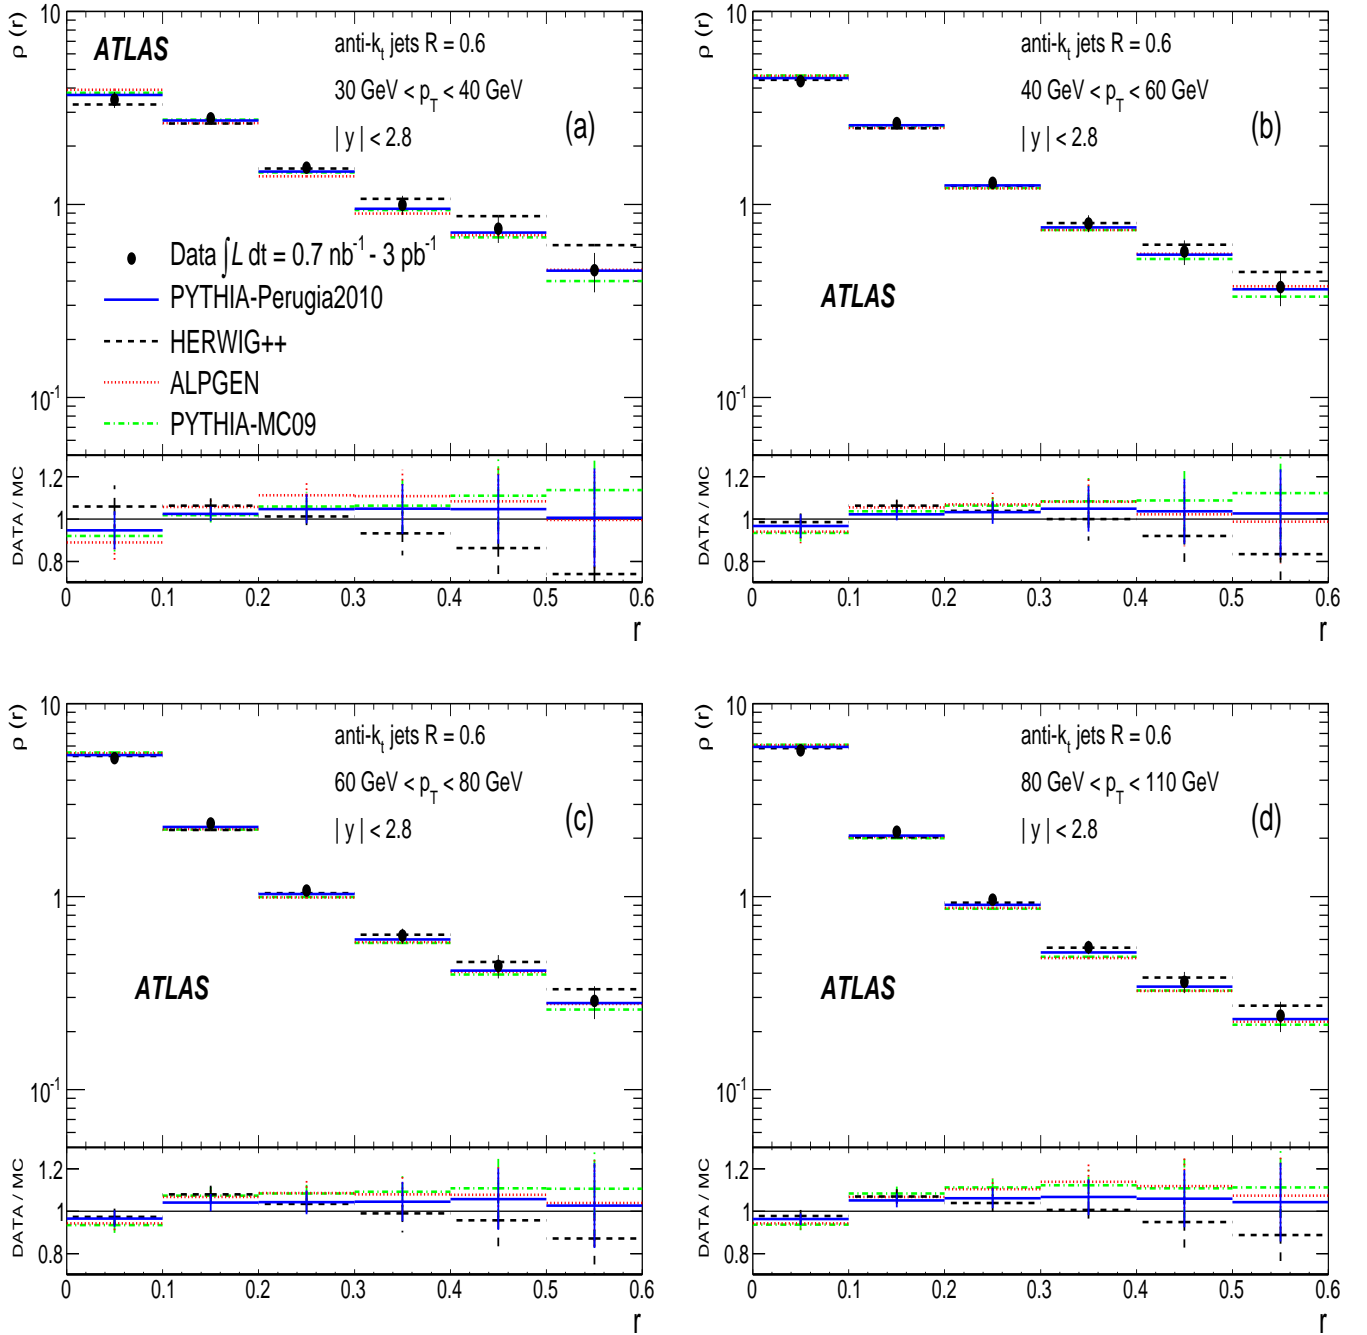 ρ (r)
10
1
10⁻¹
ATLAS
anti-kₜ jets R = 0.6
30 GeV < p_T < 40 GeV
| y | < 2.8
(a)
Data ∫L dt = 0.7 nb⁻¹ - 3 pb⁻¹
PYTHIA-Perugia2010
HERWIG++
ALPGEN
PYTHIA-MC09
DATA / MC
1.2
1
0.8
0 0.1 0.2 0.3 0.4 0.5 0.6
r
ρ (r)
10
1
10⁻¹
anti-kₜ jets R = 0.6
40 GeV < p_T < 60 GeV
| y | < 2.8
(b)
ATLAS
DATA / MC
1.2
1
0.8
0 0.1 0.2 0.3 0.4 0.5 0.6
r
ρ (r)
10
1
10⁻¹
anti-kₜ jets R = 0.6
60 GeV < p_T < 80 GeV
| y | < 2.8
(c)
ATLAS
DATA / MC
1.2
1
0.8
0 0.1 0.2 0.3 0.4 0.5 0.6
r
ρ (r)
10
1
10⁻¹
anti-kₜ jets R = 0.6
80 GeV < p_T < 110 GeV
| y | < 2.8
(d)
ATLAS
DATA / MC
1.2
1
0.8
0 0.1 0.2 0.3 0.4 0.5 0.6
r